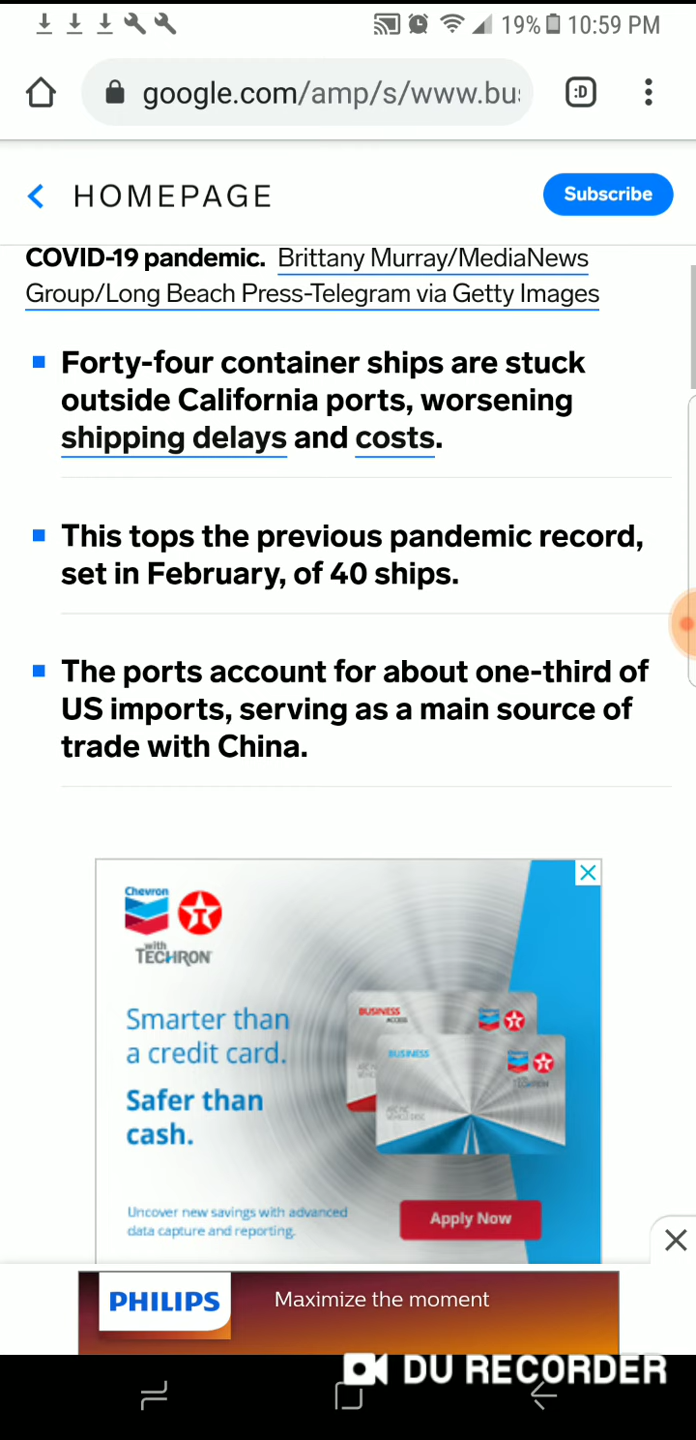 19% 10:59 PM
google.com/amp/s/www.bu
:D
HOMEPAGE
Subscribe
COVID-19 pandemic. Brittany Murray/MediaNews
Group/Long Beach Press-Telegram via Getty Images
Forty-four container ships are stuck
outside California ports, worsening
shipping delays and costs.
This tops the previous pandemic record,
set in February, of 40 ships.
The ports account for about one-third of
US imports, serving as a main source of
trade with China.
Chevron
with
TECHRON
Smarter than
a credit card.
Safer than
cash.
BUSINESS
ACCESS
BUSINESS
Uncover new savings with advanced
data capture and reporting.
Apply Now
PHILIPS
Maximize the moment
DU RECORDER